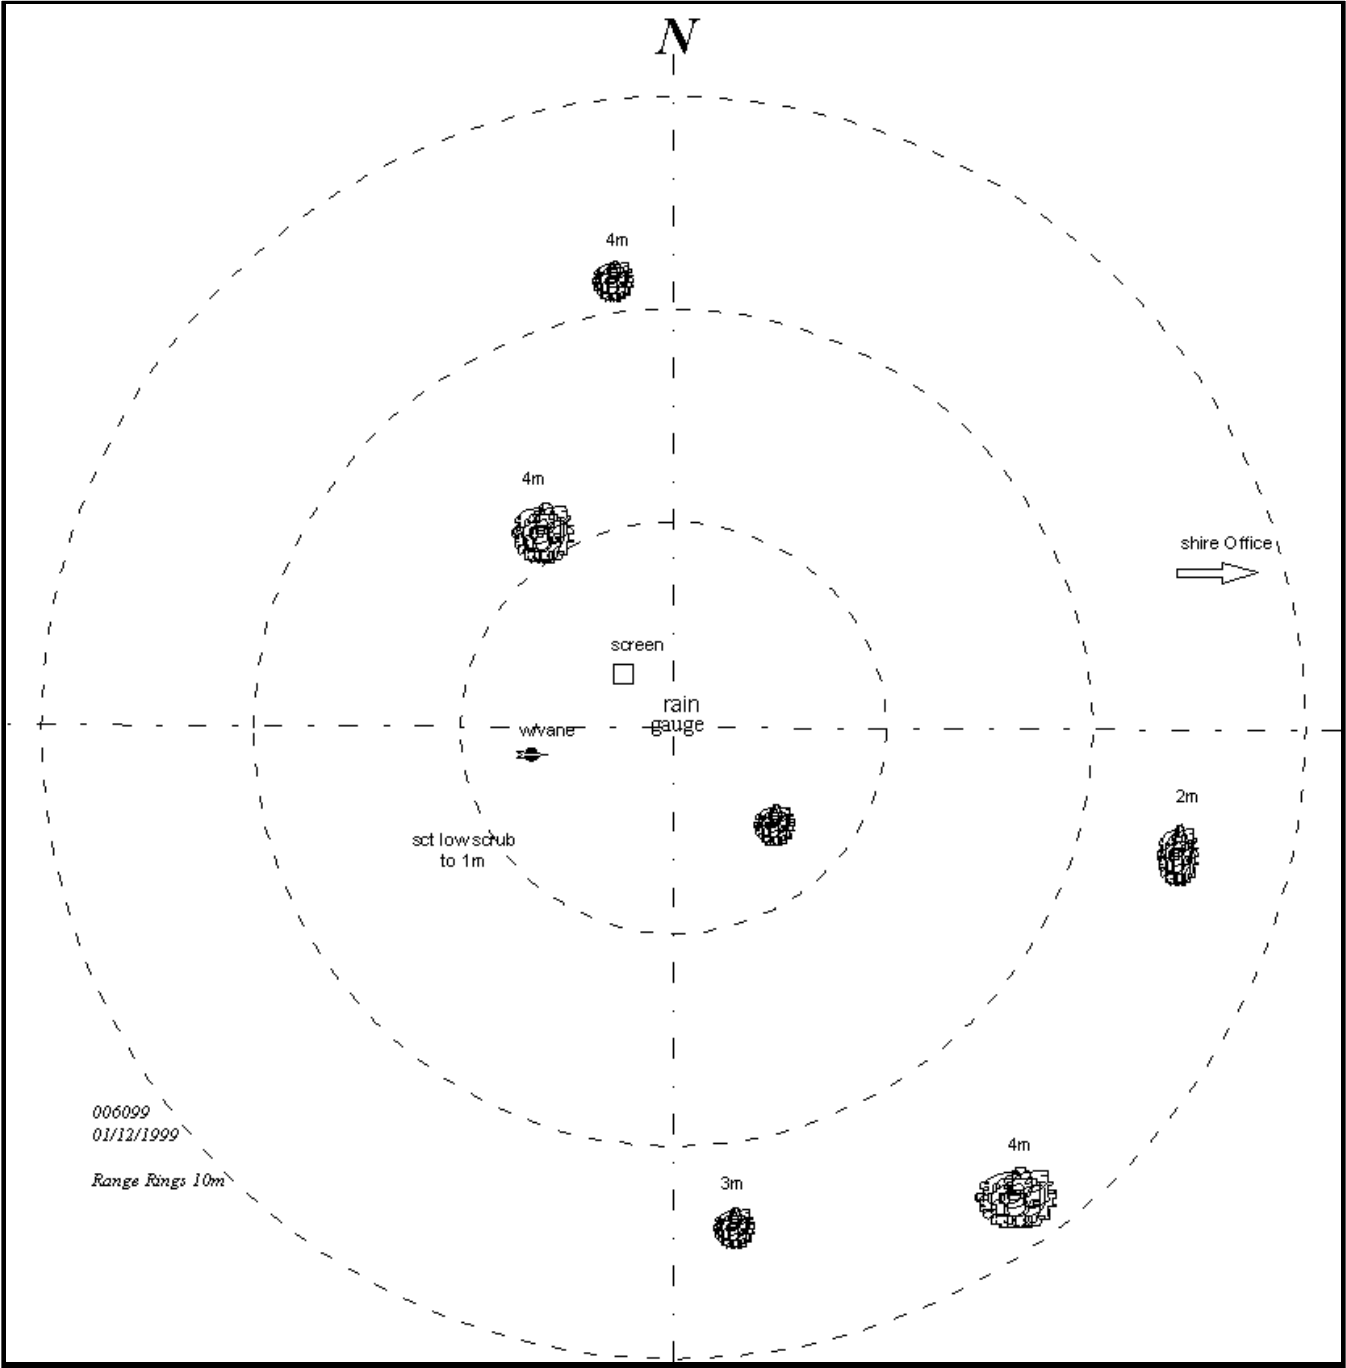 N
4m
4m
shire Office
screen
rain
gauge
w/vane
2m
sct low scrub
to 1m
006099
01/12/1999
4m
Range Rings 10m
3m